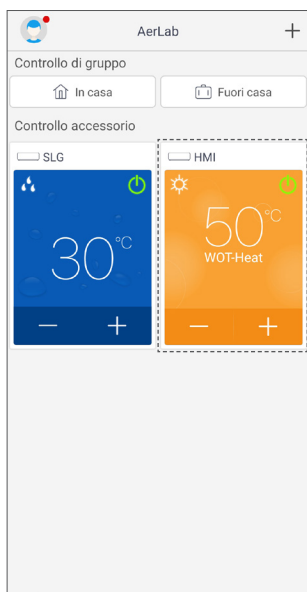 AerLab +
Controllo di gruppo
In casa
Fuori casa
Controllo accessorio
SLG
30°C
− +
HMI
50°C
WOT-Heat
− +